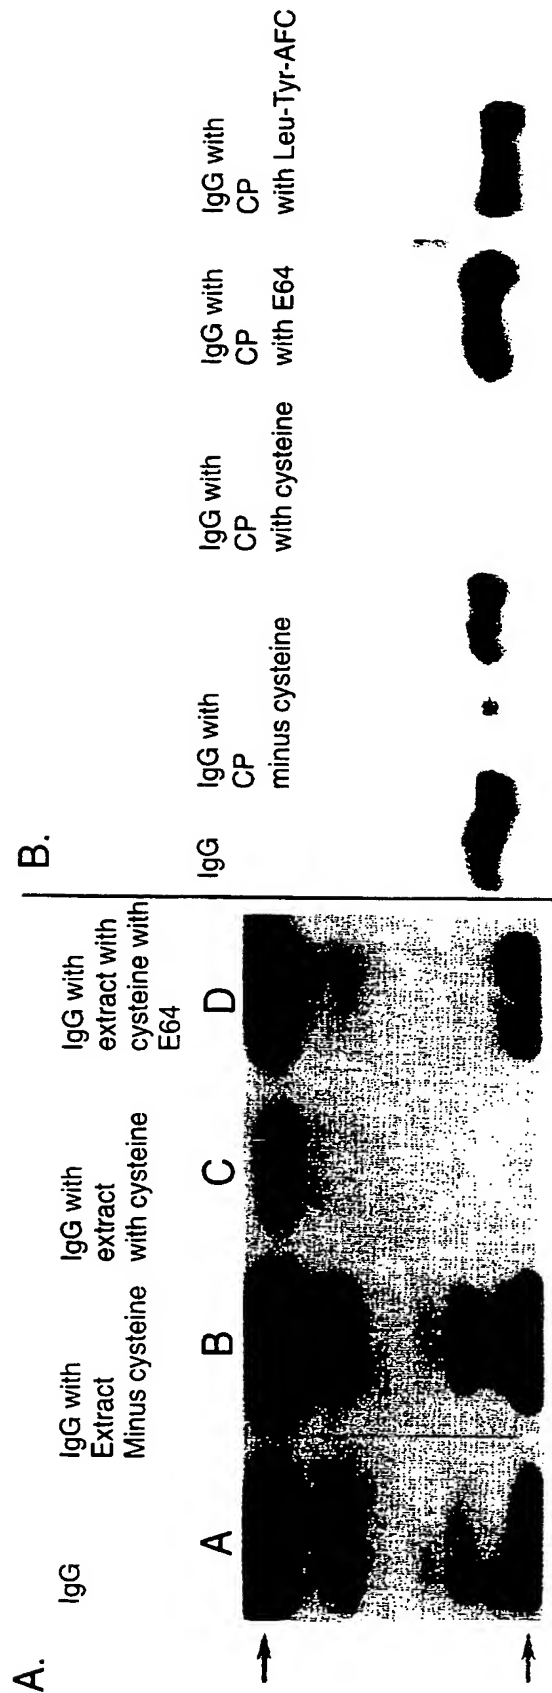 A.
IgG
IgG with
Extract
Minus cysteine
IgG with
extract
with cysteine
IgG with
extract with
cysteine with
E64
A
B
C
D
B.
IgG
IgG with
CP
minus cysteine
IgG with
CP
with cysteine
IgG with
CP
with E64
IgG with
CP
with Leu-Tyr-AFC